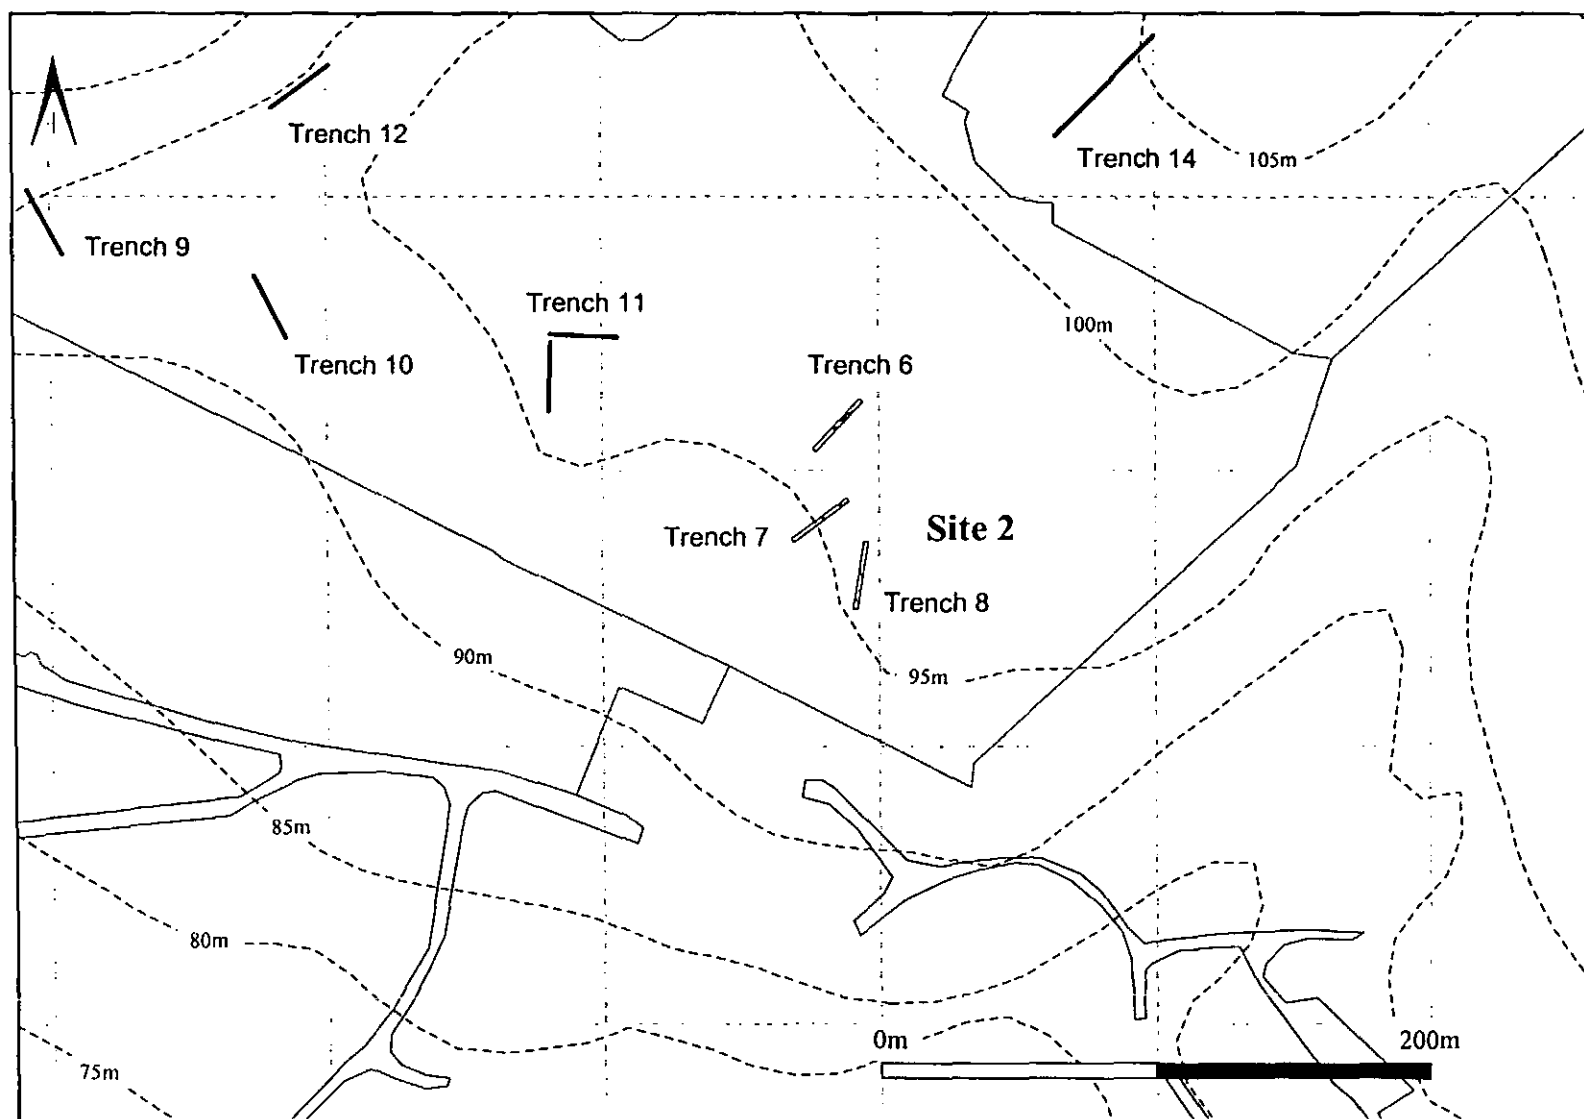 Trench 12
Trench 14
105m
Trench 9
Trench 11
100m
Trench 10
Trench 6
Site 2
Trench 7
Trench 8
90m
95m
85m
80m
0m
200m
75m